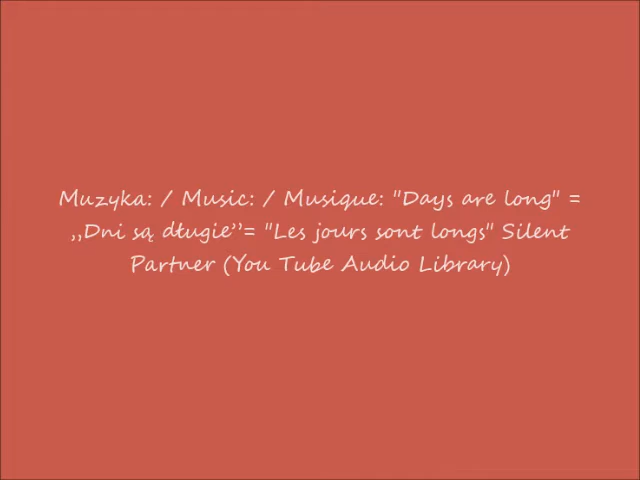 Muzyka: / Music: / Musique: "Days are long" =
„Dni są długie”= "Les jours sont longs" Silent
Partner (You Tube Audio Library)